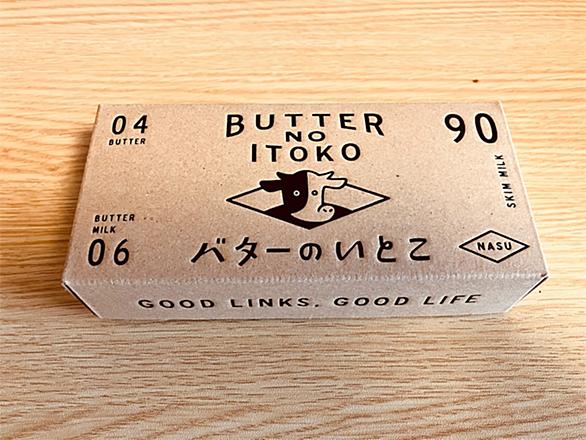 04
BUTTER
BUTTER
NO
ITOKO
90
SKIM MILK
BUTTER
MILK
06
バターのいとこ
NASU
GOOD LINKS, GOOD LIFE